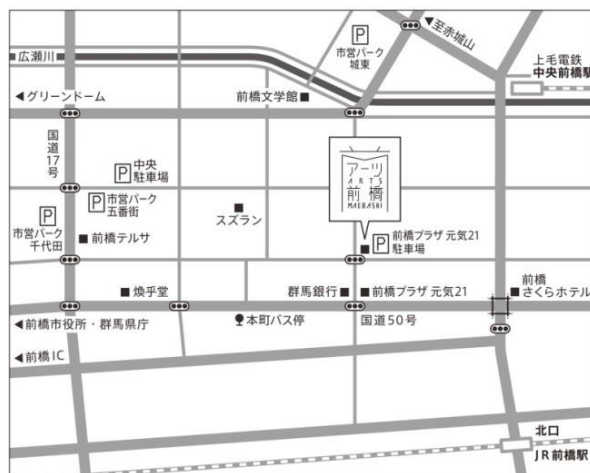 至赤城山
P
市営パーク
城東
広瀬川
上毛電鉄
中央前橋駅
グリーンドーム
前橋文学館
国道17号
P
中央
駐車場
アーツ
ARTS
前橋
MAEBASHI
P
市営パーク
五番街
P
市営パーク
千代田
スズラン
前橋テルサ
P
前橋プラザ 元気21
駐車場
煥乎堂
群馬銀行
前橋プラザ 元気21
前橋
さくらホテル
前橋市役所・群馬県庁
本町バス停
国道50号
前橋IC
北口
JR前橋駅